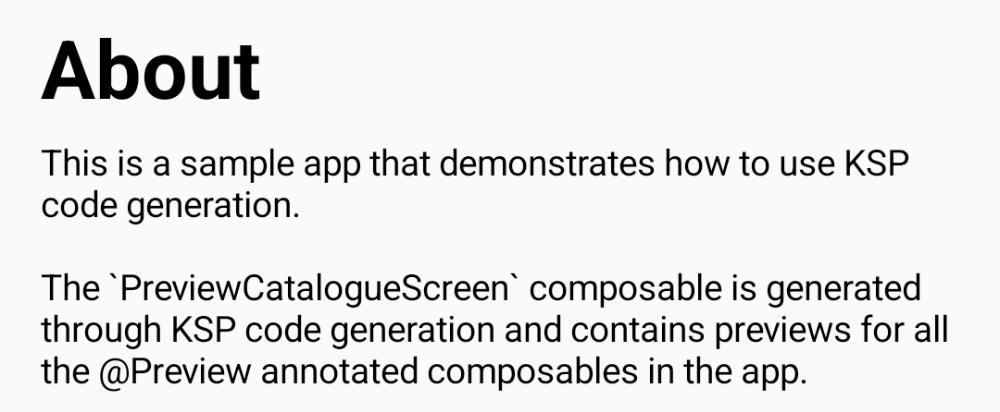 About
This is a sample app that demonstrates how to use KSP
code generation.
The `PreviewCatalogueScreen` composable is generated
through KSP code generation and contains previews for all
the @Preview annotated composables in the app.